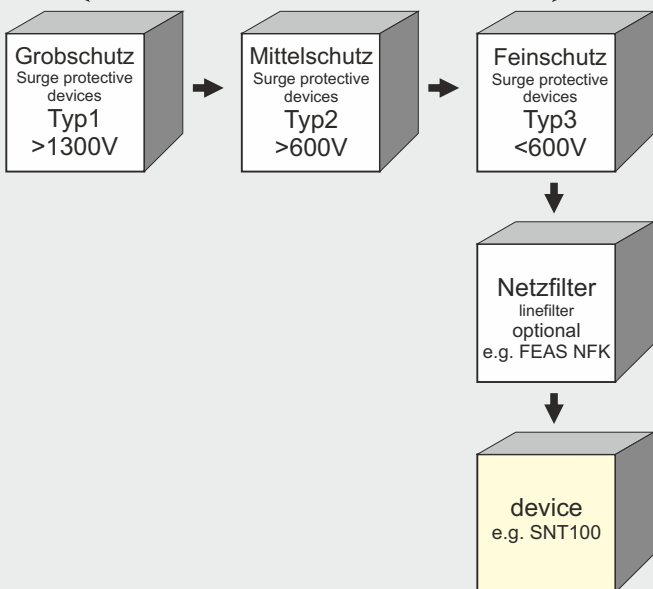 Grobschutz
Surge protective
devices
Typ1
>1300V
Mittelschutz
Surge protective
devices
Typ2
>600V
Feinschutz
Surge protective
devices
Typ3
<600V
Netzfilter
linefilter
optional
e.g. FEAS NFK
device
e.g. SNT100